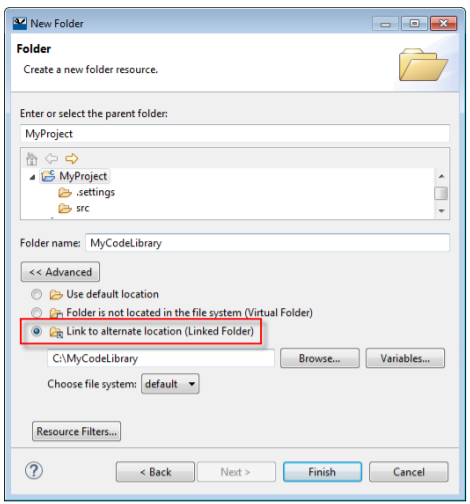 New Folder
Folder
Create a new folder resource.
Enter or select the parent folder:
MyProject
MyProject
.settings
src
Folder name: MyCodeLibrary
<< Advanced
Use default location
Folder is not located in the file system (Virtual Folder)
Link to alternate location (Linked Folder)
C:\MyCodeLibrary Browse... Variables...
Choose file system: default
Resource Filters...
? < Back Next > Finish Cancel